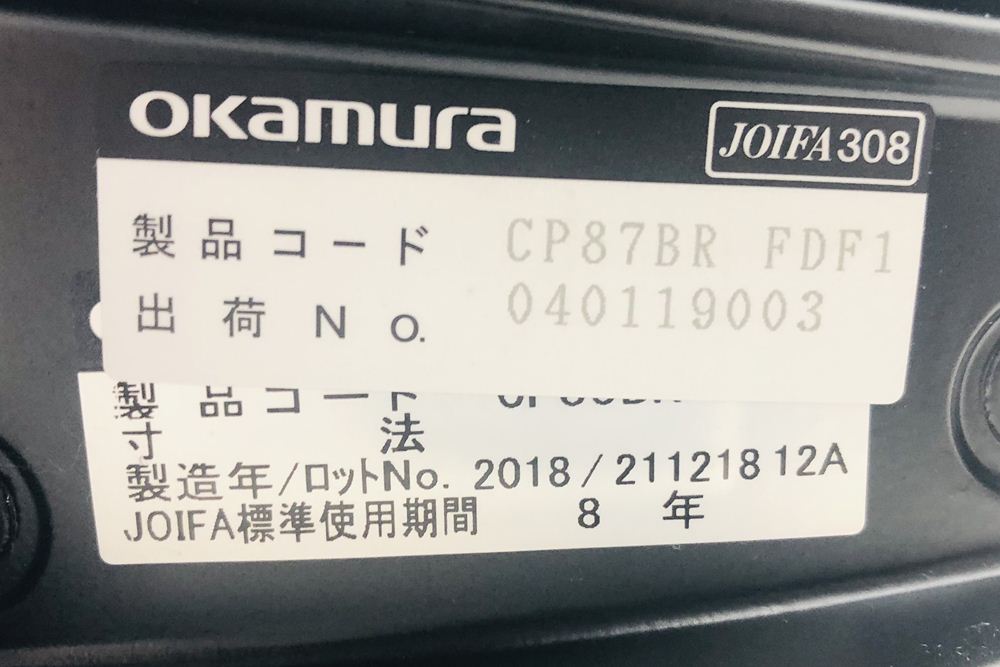 okamura
JOIFA308
製品コード CP87BR FDF1
出荷No. 040119003
製品コード
寸法
製造年/ロットNo. 2018/211218 12A
JOIFA標準使用期間 8年